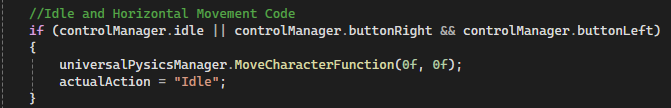 //Idle and Horizontal Movement Code
if (controlManager.idle || controlManager.buttonRight && controlManager.buttonLeft)
{
universalPysicsManager.MoveCharacterFunction(0f, 0f);
actualAction = "Idle";
}